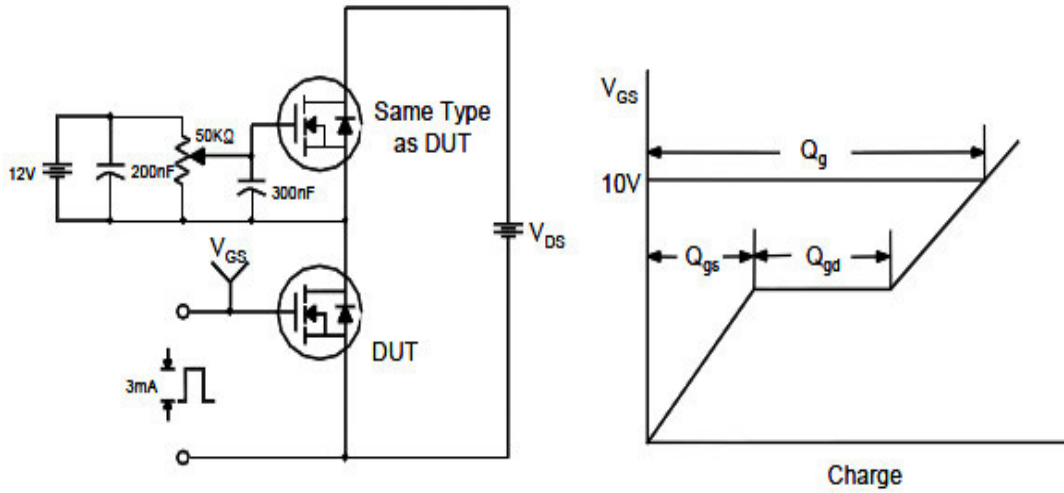 50KΩ
12V
200nF
300nF
Same Type
as DUT
V_GS
DUT
3mA
V_DS
V_GS
10V
Q_g
Q_gs
Q_gd
Charge